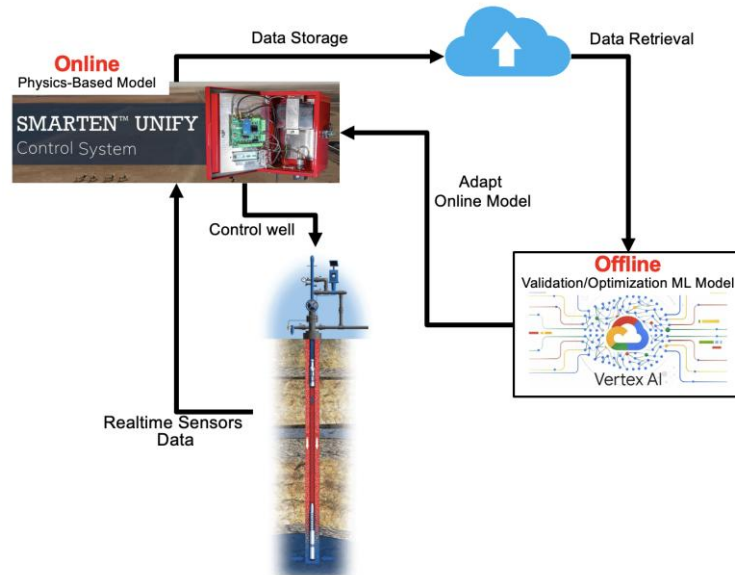 Data Storage
Data Retrieval
Online
Physics-Based Model
SMARTEN™ UNIFY
Control System
Adapt
Online Model
Control well
Offline
Validation/Optimization ML Model
Vertex AI
Realtime Sensors
Data